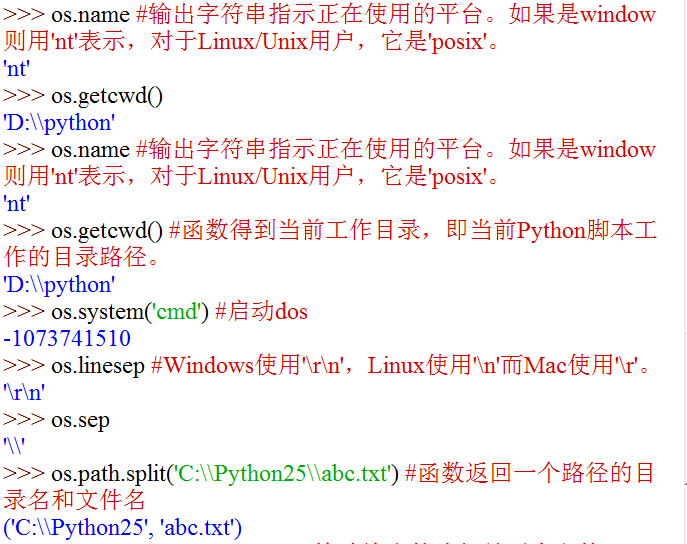 >>> os.name #输出字符串指示正在使用的平台。如果是window
则用'nt'表示，对于Linux/Unix用户，它是'posix'。
'nt'
>>> os.getcwd()
'D:\\python'
>>> os.name #输出字符串指示正在使用的平台。如果是window
则用'nt'表示，对于Linux/Unix用户，它是'posix'。
'nt'
>>> os.getcwd() #函数得到当前工作目录，即当前Python脚本工
作的目录路径。
'D:\\python'
>>> os.system('cmd') #启动dos
-1073741510
>>> os.linesep #Windows使用'\r\n'，Linux使用'\n'而Mac使用'\r'。
'\r\n'
>>> os.sep
'\\'
>>> os.path.split('C:\\Python25\\abc.txt') #函数返回一个路径的目
录名和文件名
('C:\\Python25', 'abc.txt')